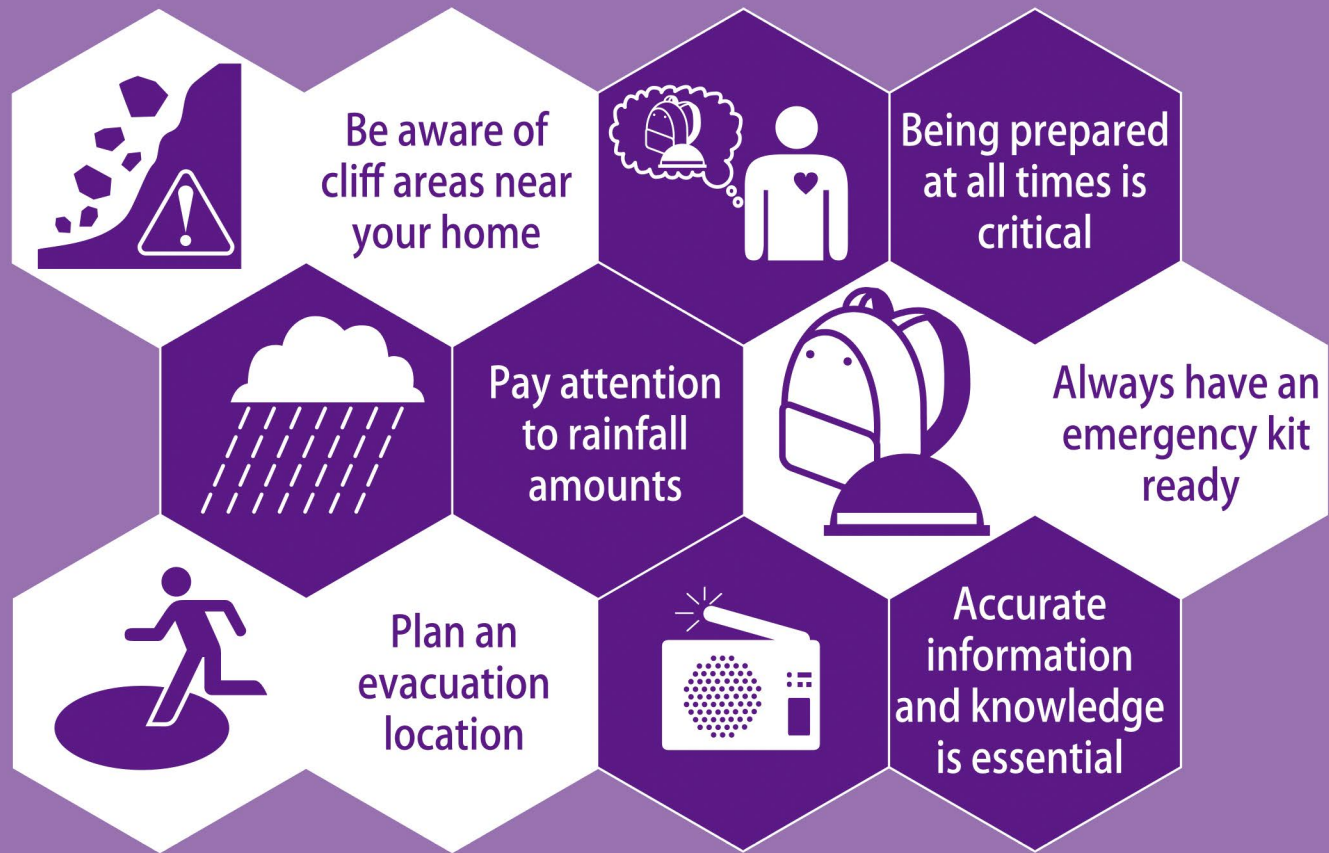 Be aware of
cliff areas near
your home
Being prepared
at all times is
critical
Pay attention
to rainfall
amounts
Always have an
emergency kit
ready
Plan an
evacuation
location
Accurate
information
and knowledge
is essential